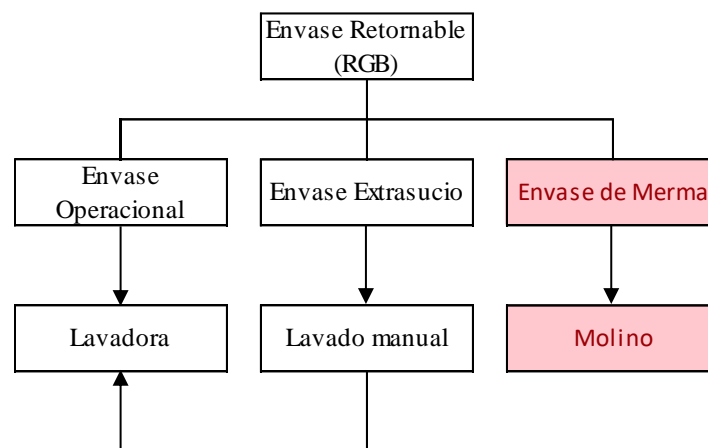 Envase Retornable
(RGB)
Envase
Operacional
Envase Extrasucio
Envase de Merma
Lavadora
Lavado manual
Molino